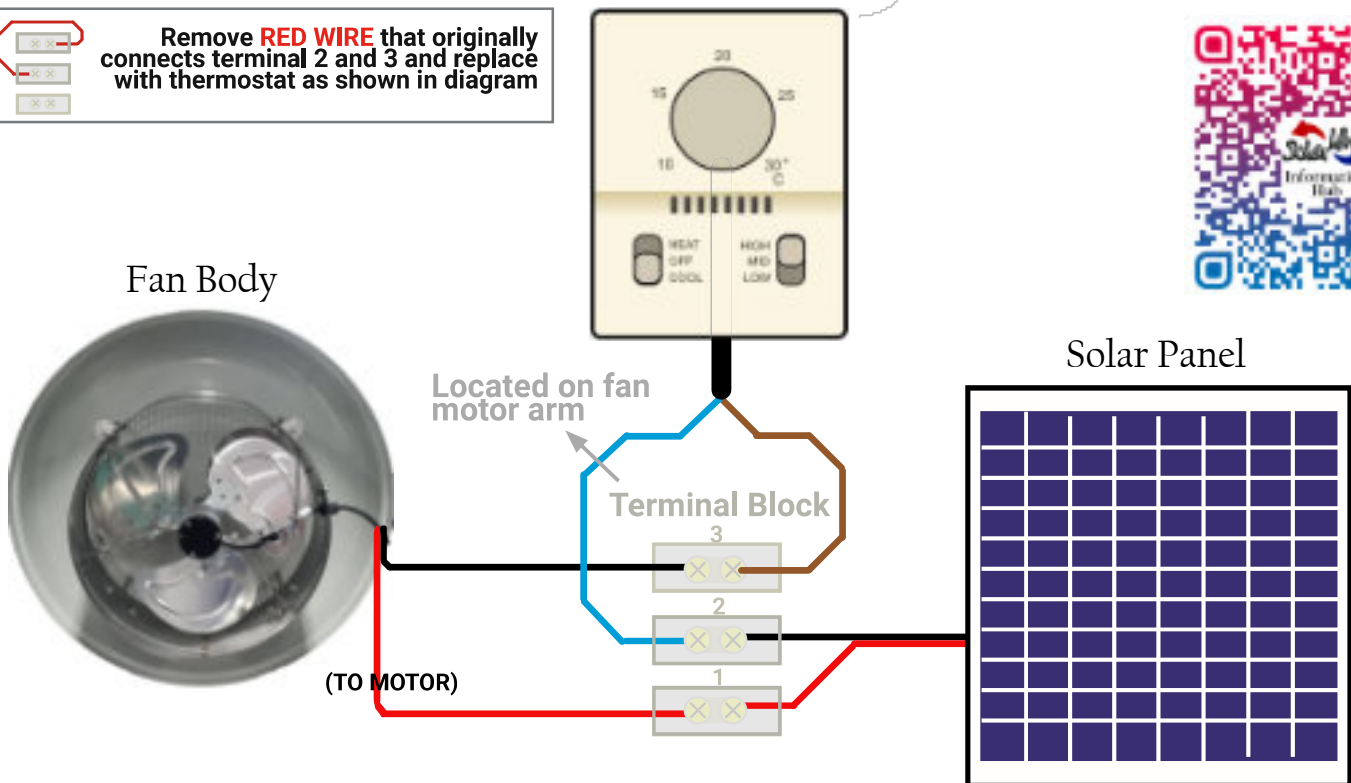 Remove RED WIRE that originally
connects terminal 2 and 3 and replace
with thermostat as shown in diagram
20
15
25
10
30°
C
HEAT
OFF
COOL
HIGH
MID
LOW
Solar
Hub
Fan Body
Solar Panel
Located on fan
motor arm
Terminal Block
3
2
1
(TO MOTOR)